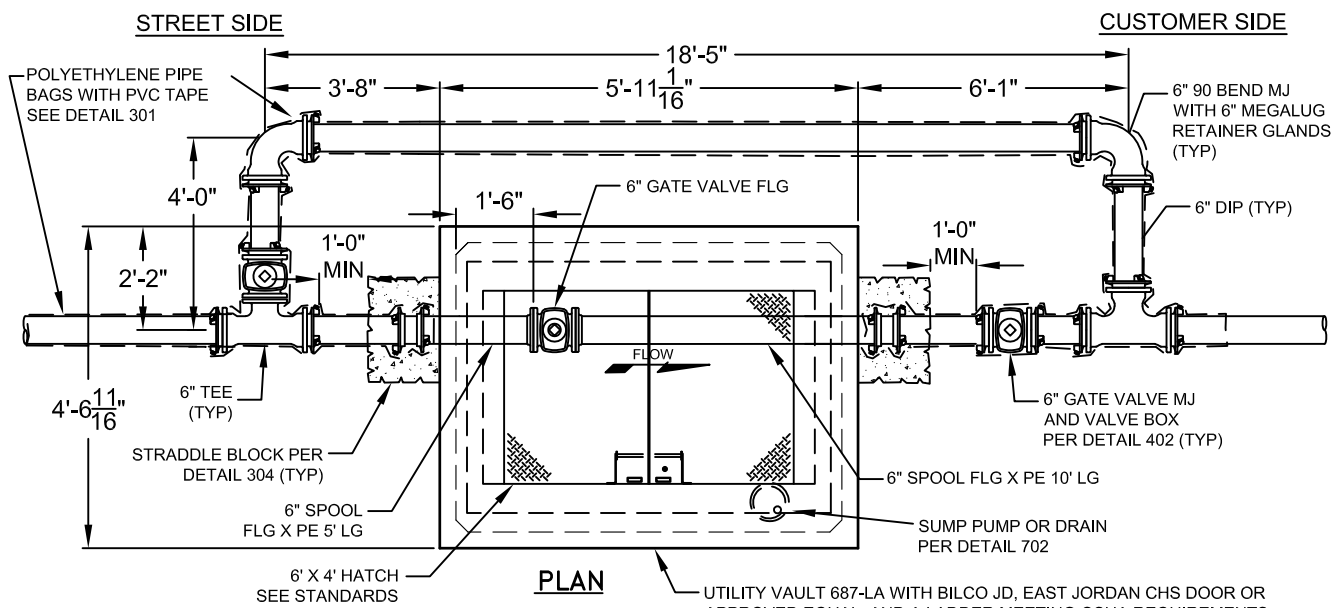 STREET SIDE
CUSTOMER SIDE
18'-5"
POLYETHYLENE PIPE
BAGS WITH PVC TAPE
SEE DETAIL 301
3'-8"
5'-11 1/16"
6'-1"
6" 90 BEND MJ
WITH 6" MEGALUG
RETAINER GLANDS
(TYP)
4'-0"
1'-6"
6" GATE VALVE FLG
6" DIP (TYP)
2'-2"
1'-0"
MIN
1'-0"
MIN
FLOW
4'-6 11/16"
6" TEE
(TYP)
STRADDLE BLOCK PER
DETAIL 304 (TYP)
6" SPOOL
FLG X PE 5' LG
6' X 4' HATCH
SEE STANDARDS
6" GATE VALVE MJ
AND VALVE BOX
PER DETAIL 402 (TYP)
6" SPOOL FLG X PE 10' LG
SUMP PUMP OR DRAIN
PER DETAIL 702
PLAN
UTILITY VAULT 687-LA WITH BILCO JD, EAST JORDAN CHS DOOR OR